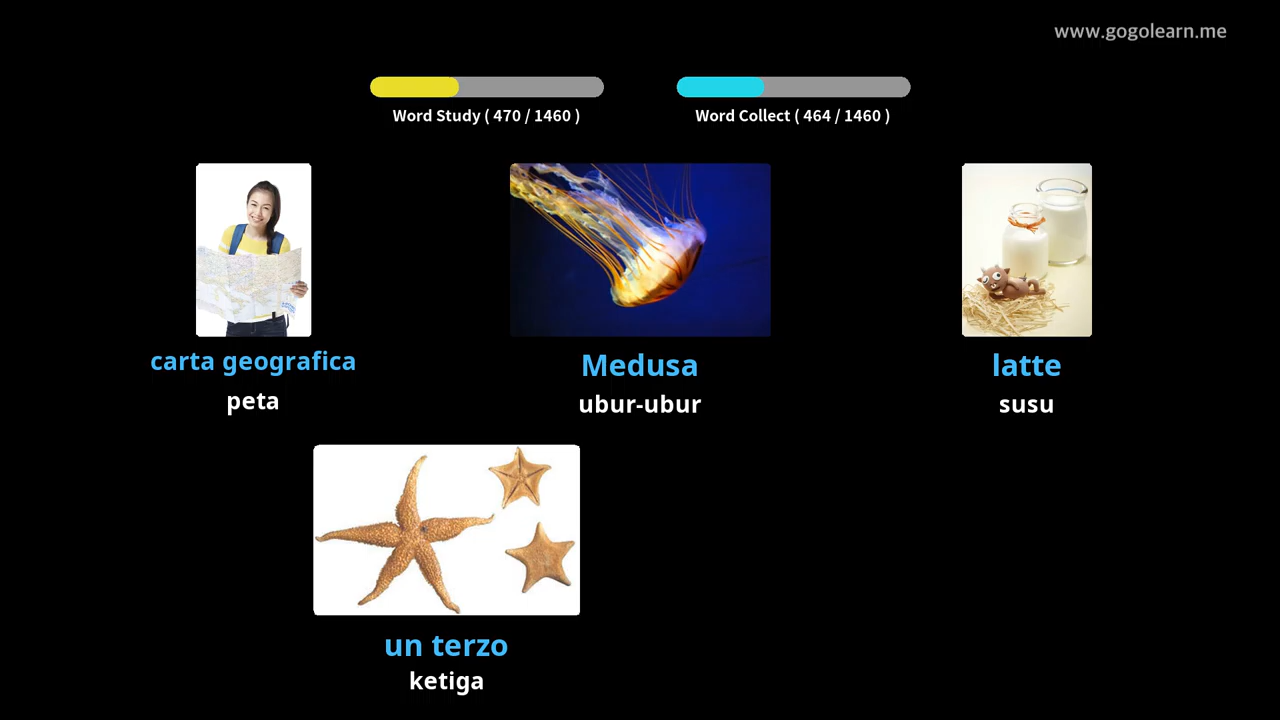 www.gogolearn.me
Word Study ( 470 / 1460 )
Word Collect ( 464 / 1460 )
carta geografica
peta
Medusa
ubur-ubur
latte
susu
un terzo
ketiga